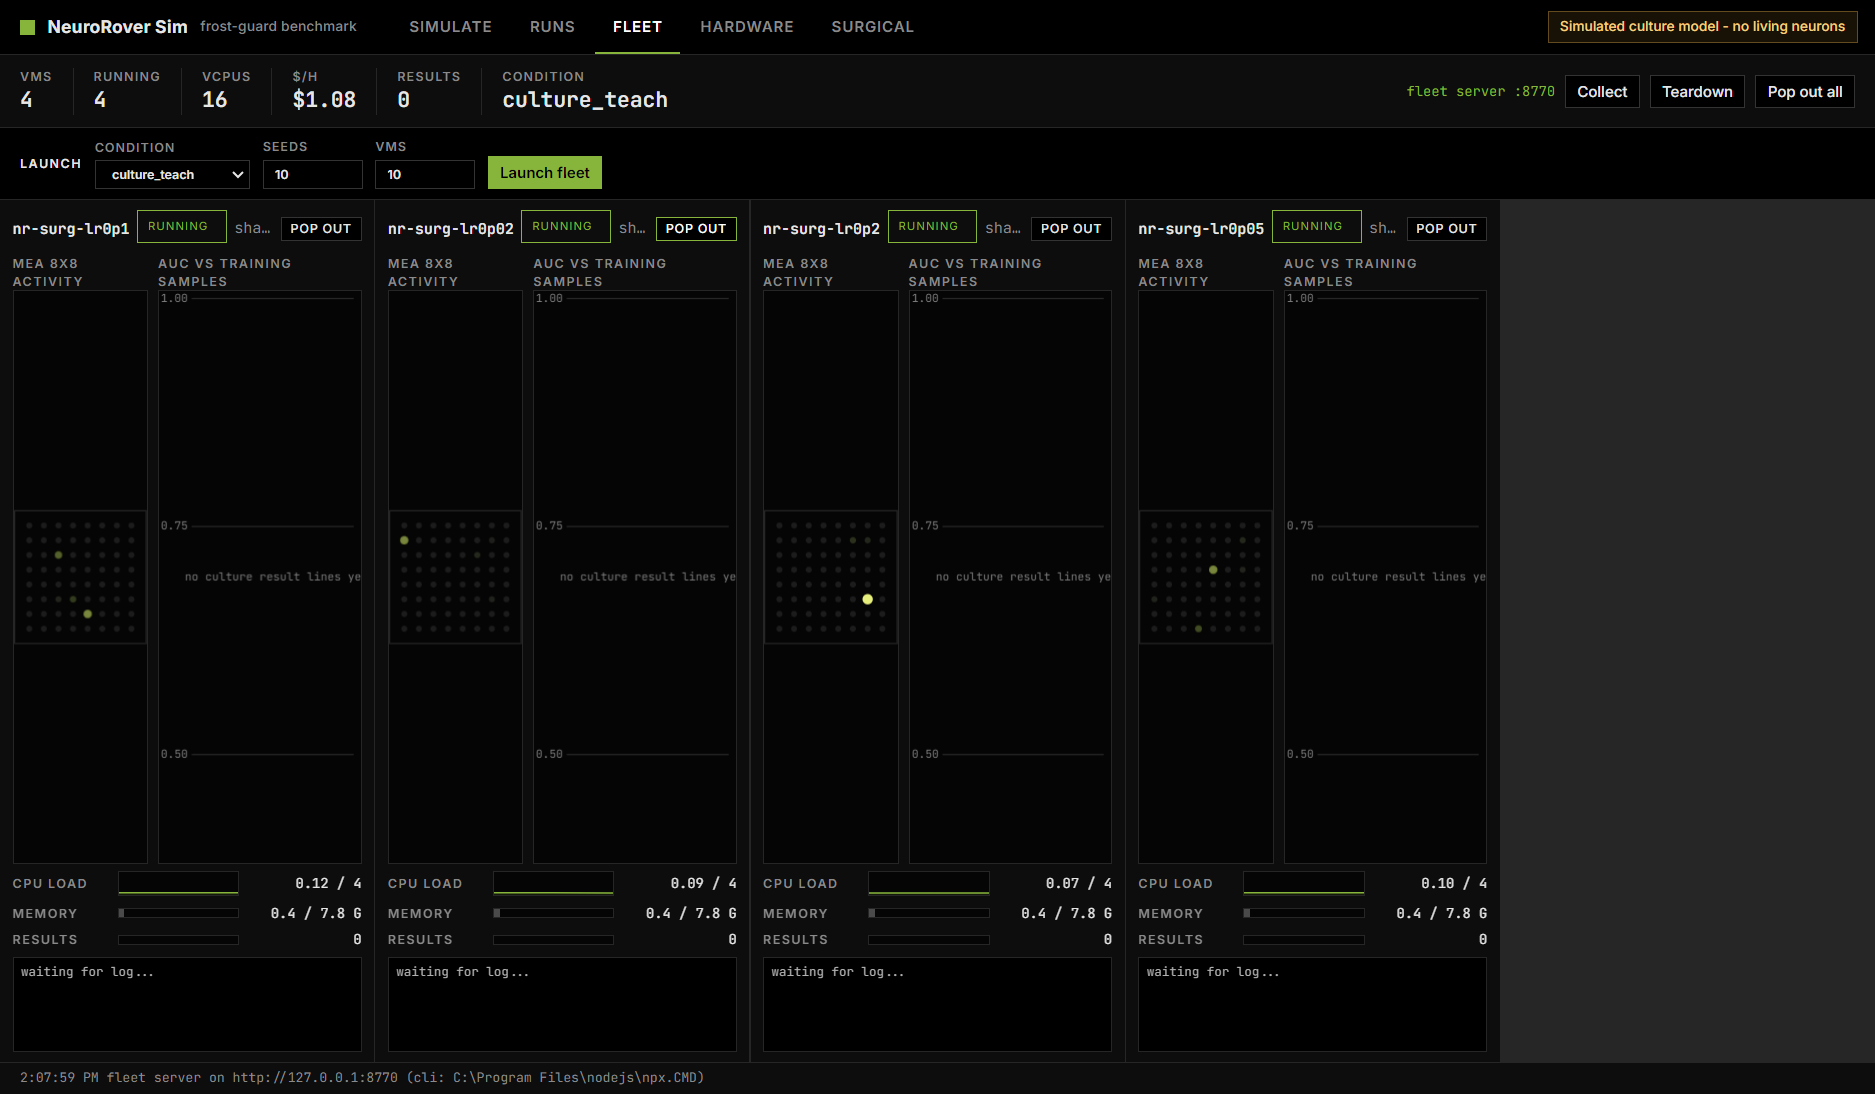 NeuroRover Sim frost-guard benchmark SIMULATE RUNS FLEET HARDWARE SURGICAL Simulated culture model - no living neurons
VMS RUNNING VCPUS $/H RESULTS CONDITION
4 4 16 $1.08 0 culture_teach
fleet server :8770 Collect Teardown Pop out all
LAUNCH
CONDITION SEEDS VMS
culture_teach 10 10 Launch fleet
nr-surg-lr0p1 RUNNING sha… POP OUT
MEA 8X8 ACTIVITY
AUC VS TRAINING SAMPLES
1.00
0.75
no culture result lines ye
0.50
CPU LOAD 0.12 / 4
MEMORY 0.4 / 7.8 G
RESULTS 0
waiting for log...
nr-surg-lr0p02 RUNNING sh… POP OUT
MEA 8X8 ACTIVITY
AUC VS TRAINING SAMPLES
1.00
0.75
no culture result lines ye
0.50
CPU LOAD 0.09 / 4
MEMORY 0.4 / 7.8 G
RESULTS 0
waiting for log...
nr-surg-lr0p2 RUNNING sha… POP OUT
MEA 8X8 ACTIVITY
AUC VS TRAINING SAMPLES
1.00
0.75
no culture result lines ye
0.50
CPU LOAD 0.07 / 4
MEMORY 0.4 / 7.8 G
RESULTS 0
waiting for log...
nr-surg-lr0p05 RUNNING sh… POP OUT
MEA 8X8 ACTIVITY
AUC VS TRAINING SAMPLES
1.00
0.75
no culture result lines ye
0.50
CPU LOAD 0.10 / 4
MEMORY 0.4 / 7.8 G
RESULTS 0
waiting for log...
2:07:59 PM fleet server on http://127.0.0.1:8770 (cli: C:\Program Files\nodejs\npx.CMD)